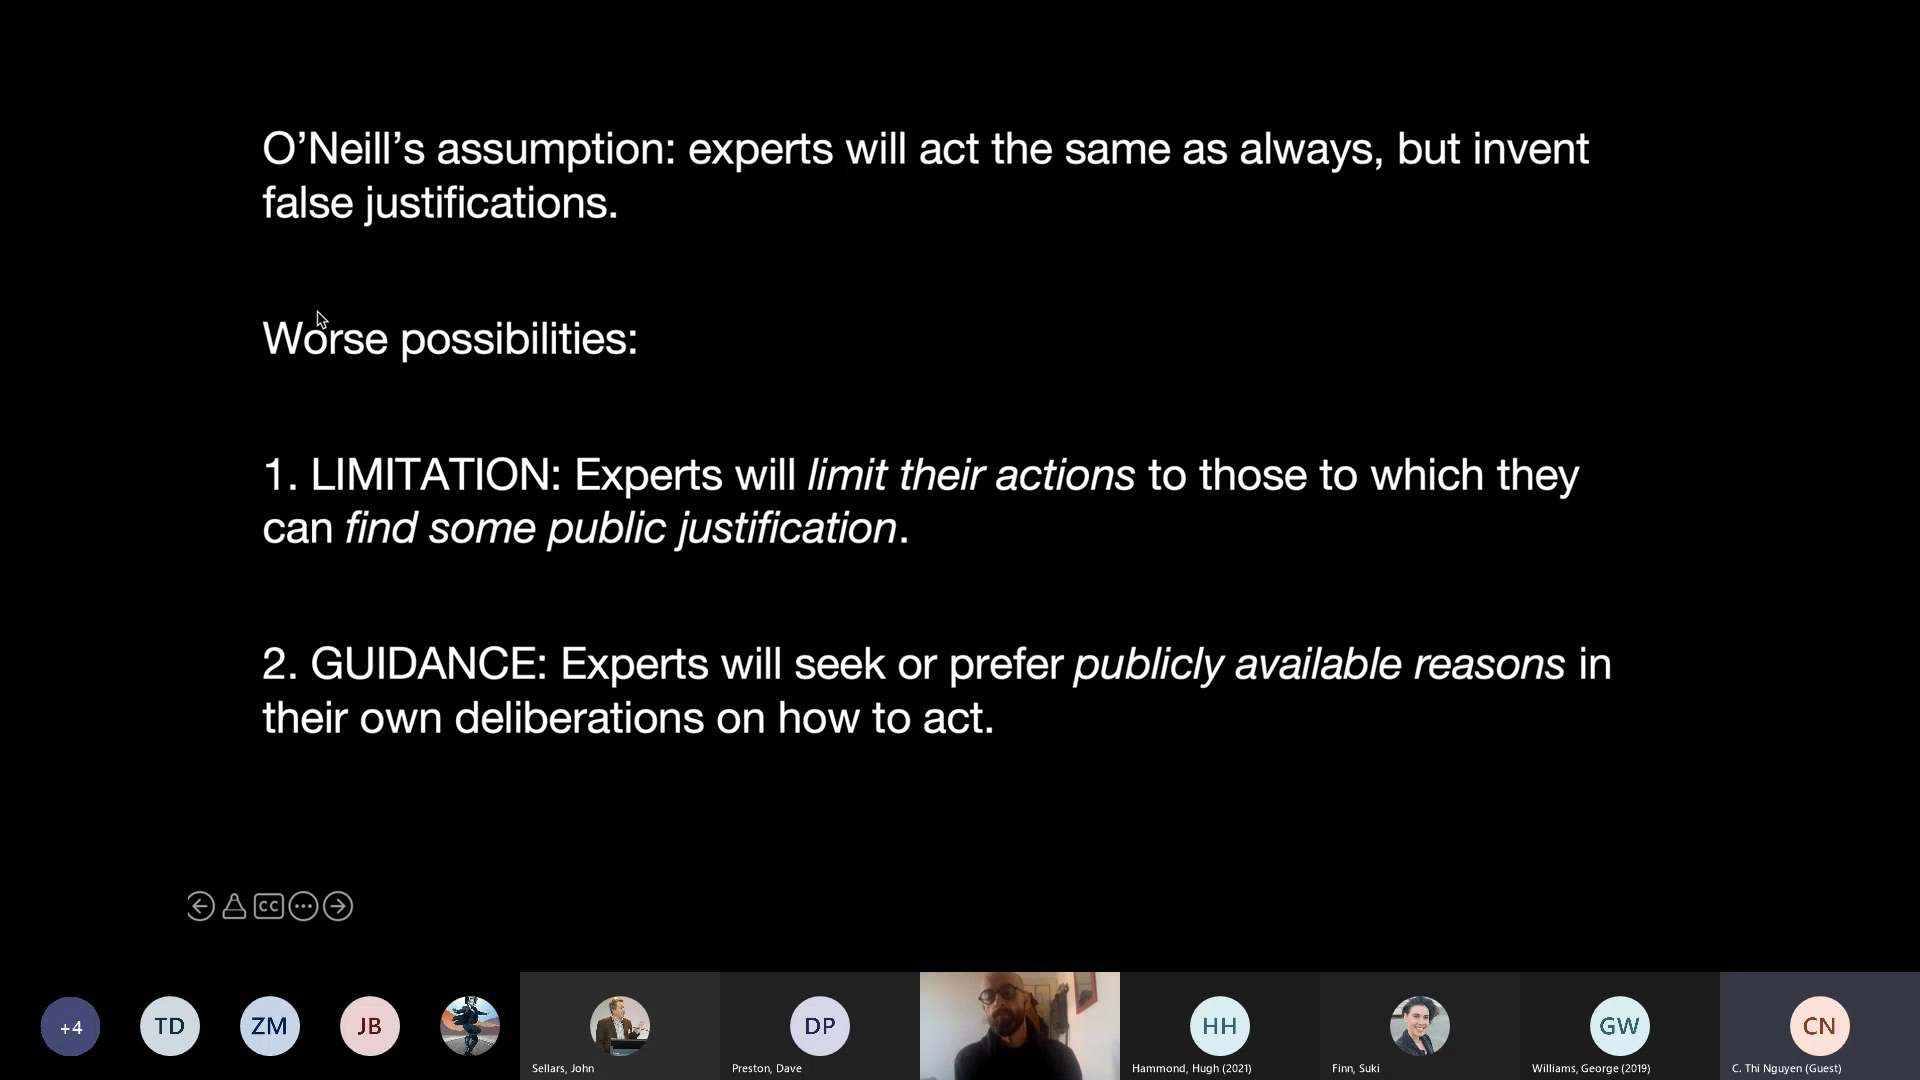 O’Neill’s assumption: experts will act the same as always, but invent
false justifications.
Worse possibilities:
1. LIMITATION: Experts will limit their actions to those to which they
can find some public justification.
2. GUIDANCE: Experts will seek or prefer publicly available reasons in
their own deliberations on how to act.
CC
+4
TD
ZM
JB
DP
HH
GW
CN
Sellars, John
Preston, Dave
Hammond, Hugh (2021)
Finn, Suki
Williams, George (2019)
C. Thi Nguyen (Guest)